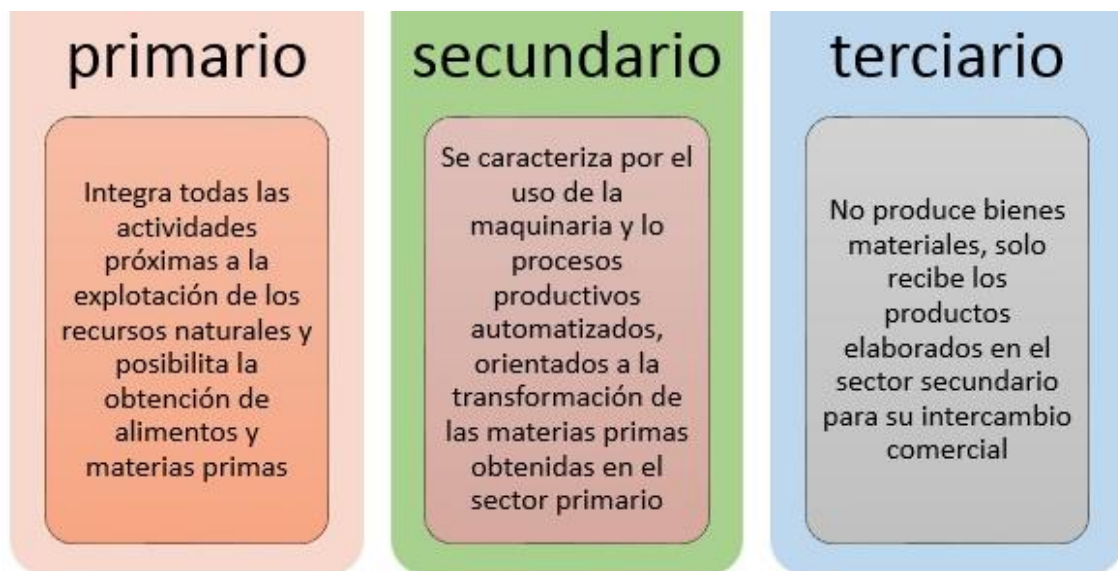 primario
Integra todas las
actividades
próximas a la
explotación de los
recursos naturales y
posibilita la
obtención de
alimentos y
materias primas
secundario
Se caracteriza por el
uso de la
maquinaria y lo
procesos
productivos
automatizados,
orientados a la
transformación de
las materias primas
obtenidas en el
sector primario
terciario
No produce bienes
materiales, solo
recibe los
productos
elaborados en el
sector secundario
para su intercambio
comercial